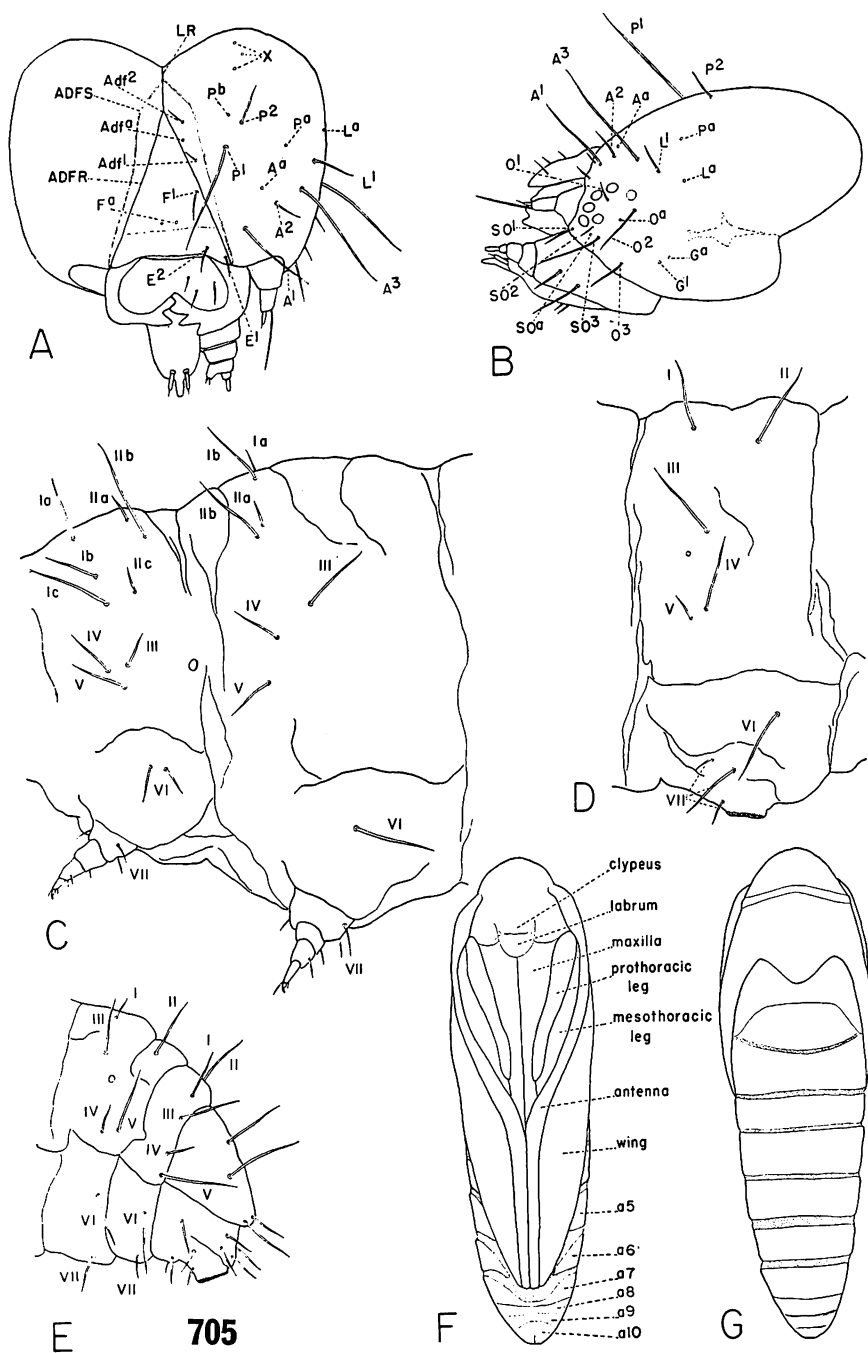 LR
X
Adf2
ADFS
Pb
P2
Adfa
Pa
La
Adf1
P1
Aa
L1
ADFR
F1
A2
Fa
E2
A1
A3
E1
A
P1
A3
P2
A1
A2
Aa
Pa
L1
La
O1
Oa
SO1
O2
Ga
G1
SO2
SOa
SO3
O3
B
Ia
IIa
IIb
Ib
Ic
IIc
IV
III
V
VI
VII
Ib
Ia
IIb
IIa
III
IV
V
VI
VII
C
I
II
III
IV
V
VI
VII
D
I
II
III
I
II
IV
V
III
IV
V
VI
VI
VII
VII
E
705
clypeus
labrum
maxilla
prothoracic
leg
mesothoracic
leg
antenna
wing
a5
a6
a7
a8
a9
a10
F
G